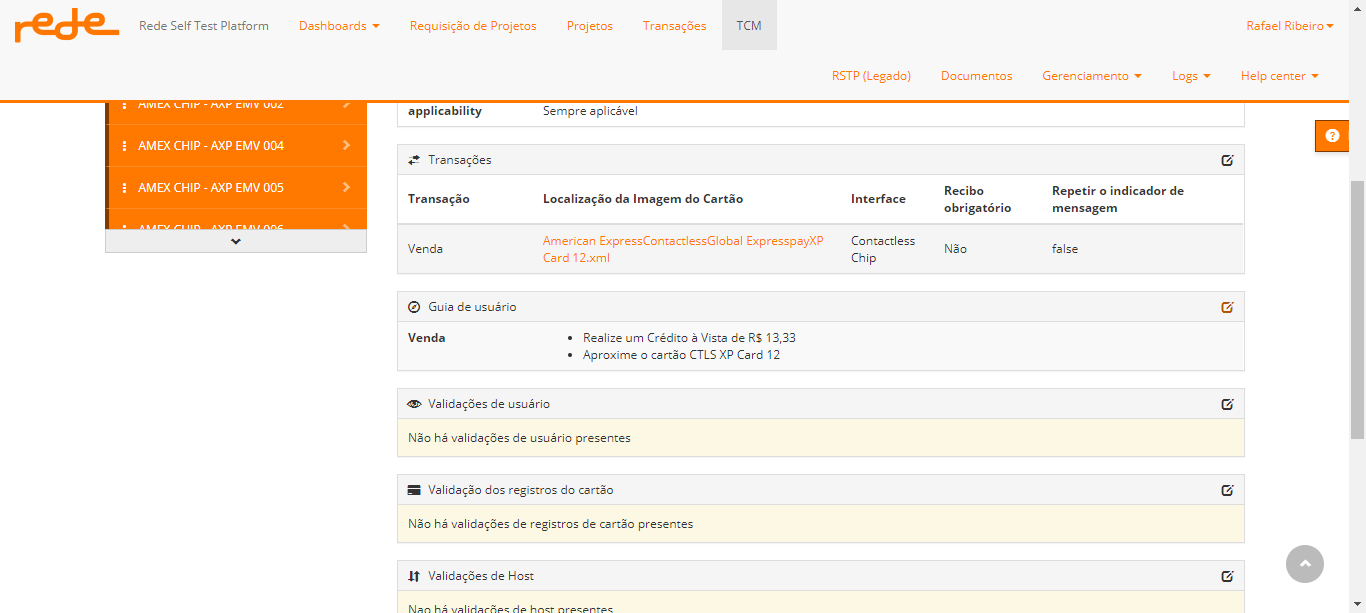 rede
Rede Self Test Platform
Dashboards
Requisição de Projetos
Projetos
Transações
TCM
Rafael Ribeiro
RSTP (Legado)
Documentos
Gerenciamento
Logs
Help center
AMEX CHIP - AXP EMV 002
AMEX CHIP - AXP EMV 004
AMEX CHIP - AXP EMV 005
AMEX CHIP - AXP EMV 006
applicability
Sempre aplicável
Transações
Transação
Localização da Imagem do Cartão
Interface
Recibo
obrigatório
Repetir o indicador de
mensagem
Venda
American ExpressContactlessGlobal ExpresspayXP
Card 12.xml
Contactless
Chip
Não
false
Guia de usuário
Venda
• Realize um Crédito à Vista de R$ 13,33
• Aproxime o cartão CTLS XP Card 12
Validações de usuário
Não há validações de usuário presentes
Validação dos registros do cartão
Não há validações de registros de cartão presentes
Validações de Host
Nao há validações de host presentes